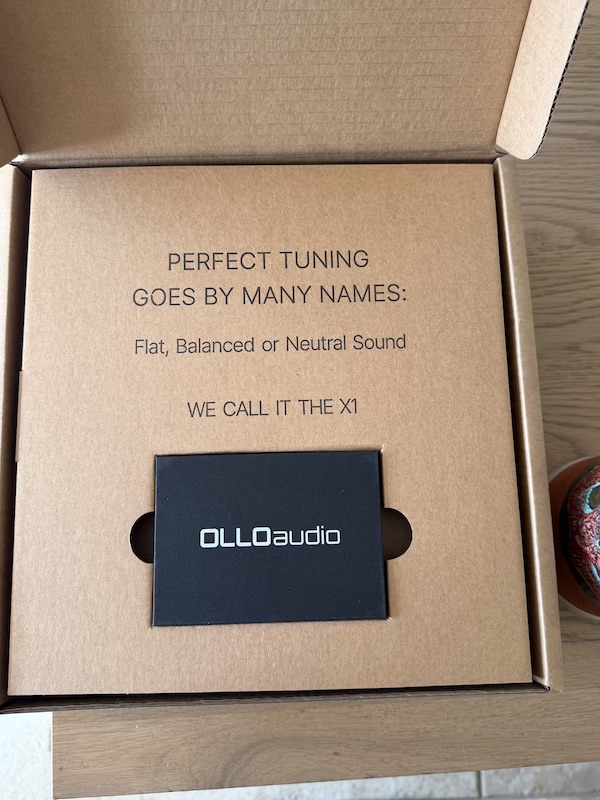 PERFECT TUNING
GOES BY MANY NAMES:
Flat, Balanced or Neutral Sound
WE CALL IT THE X1
OLLOaudio